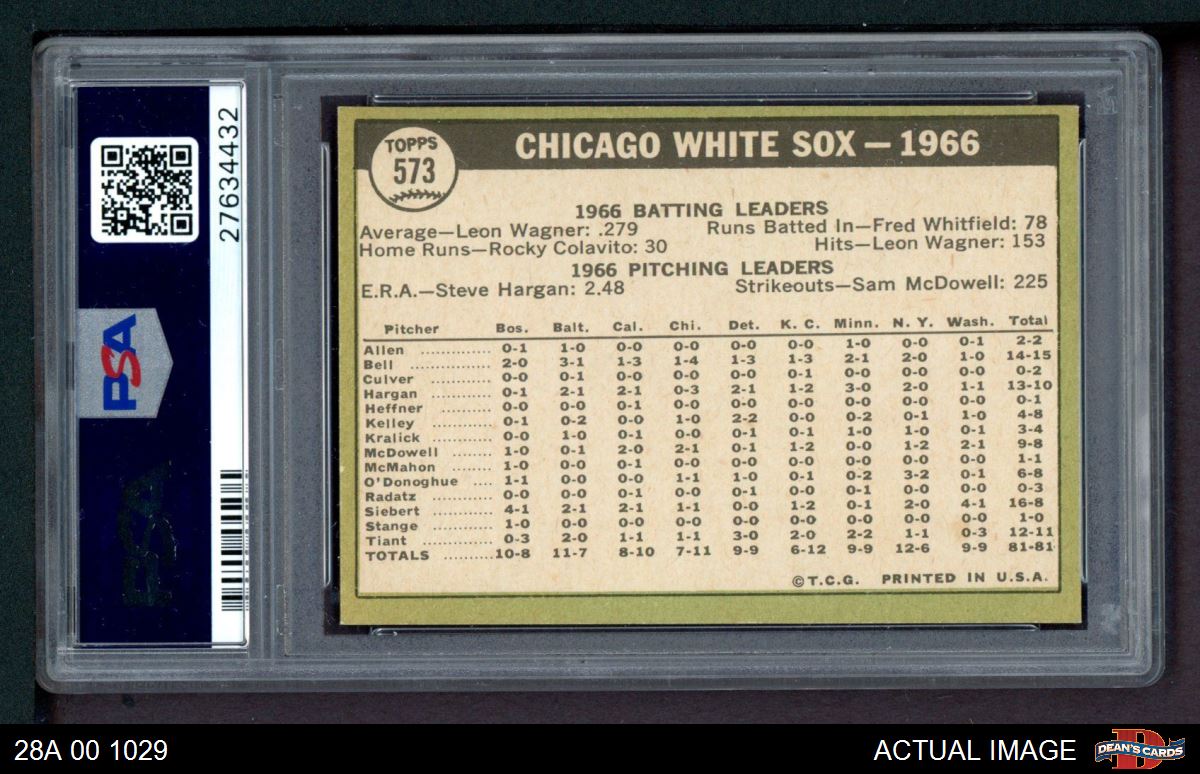 27634432
PSA
PSA
TOPPS
573
CHICAGO WHITE SOX — 1966
1966 BATTING LEADERS
Average—Leon Wagner: .279 Runs Batted In—Fred Whitfield: 78
Home Runs—Rocky Colavito: 30 Hits—Leon Wagner: 153
1966 PITCHING LEADERS
E.R.A.—Steve Hargan: 2.48 Strikeouts—Sam McDowell: 225
Pitcher Bos. Balt. Cal. Chi. Det. K. C. Minn. N. Y. Wash. Total
Allen ............ 0-1 1-0 0-0 0-0 0-0 0-0 1-0 0-0 0-1 2-2
Bell ............ 2-0 3-1 1-3 1-4 1-3 1-3 2-1 2-0 1-0 14-15
Culver ............ 0-0 0-1 0-0 0-0 0-0 0-1 0-0 0-0 0-0 0-2
Hargan ............ 0-1 2-1 2-1 0-3 2-1 1-2 3-0 2-0 1-1 13-10
Heffner ............ 0-0 0-0 0-1 0-0 0-0 0-0 0-0 0-0 0-0 0-1
Kelley ............ 0-1 0-2 0-0 1-0 2-2 0-0 0-2 0-1 1-0 4-8
Kralick ............ 0-0 1-0 0-1 0-0 0-1 0-1 1-0 1-0 0-1 3-4
McDowell ........ 1-0 0-1 2-0 2-1 0-1 1-2 0-0 1-2 2-1 9-8
McMahon ........ 1-0 0-0 0-1 0-0 0-0 0-0 0-0 0-0 0-0 1-1
O'Donoghue .... 1-1 0-0 0-0 1-1 1-0 0-1 0-2 3-2 0-1 6-8
Radatz ............ 0-0 0-0 0-1 0-0 0-1 0-0 0-1 0-0 0-0 0-3
Siebert ............ 4-1 2-1 2-1 1-1 0-0 1-2 0-1 2-0 4-1 16-8
Stange ............ 1-0 0-0 0-0 0-0 0-0 0-0 0-0 0-0 0-0 1-0
Tiant ............ 0-3 2-0 1-1 1-1 3-0 2-0 2-2 1-1 0-3 12-11
TOTALS .........10-8 11-7 8-10 7-11 9-9 6-12 9-9 12-6 9-9 81-81
©T.C.G. PRINTED IN U.S.A.
28A 00 1029 ACTUAL IMAGE DEAN'S CARDS